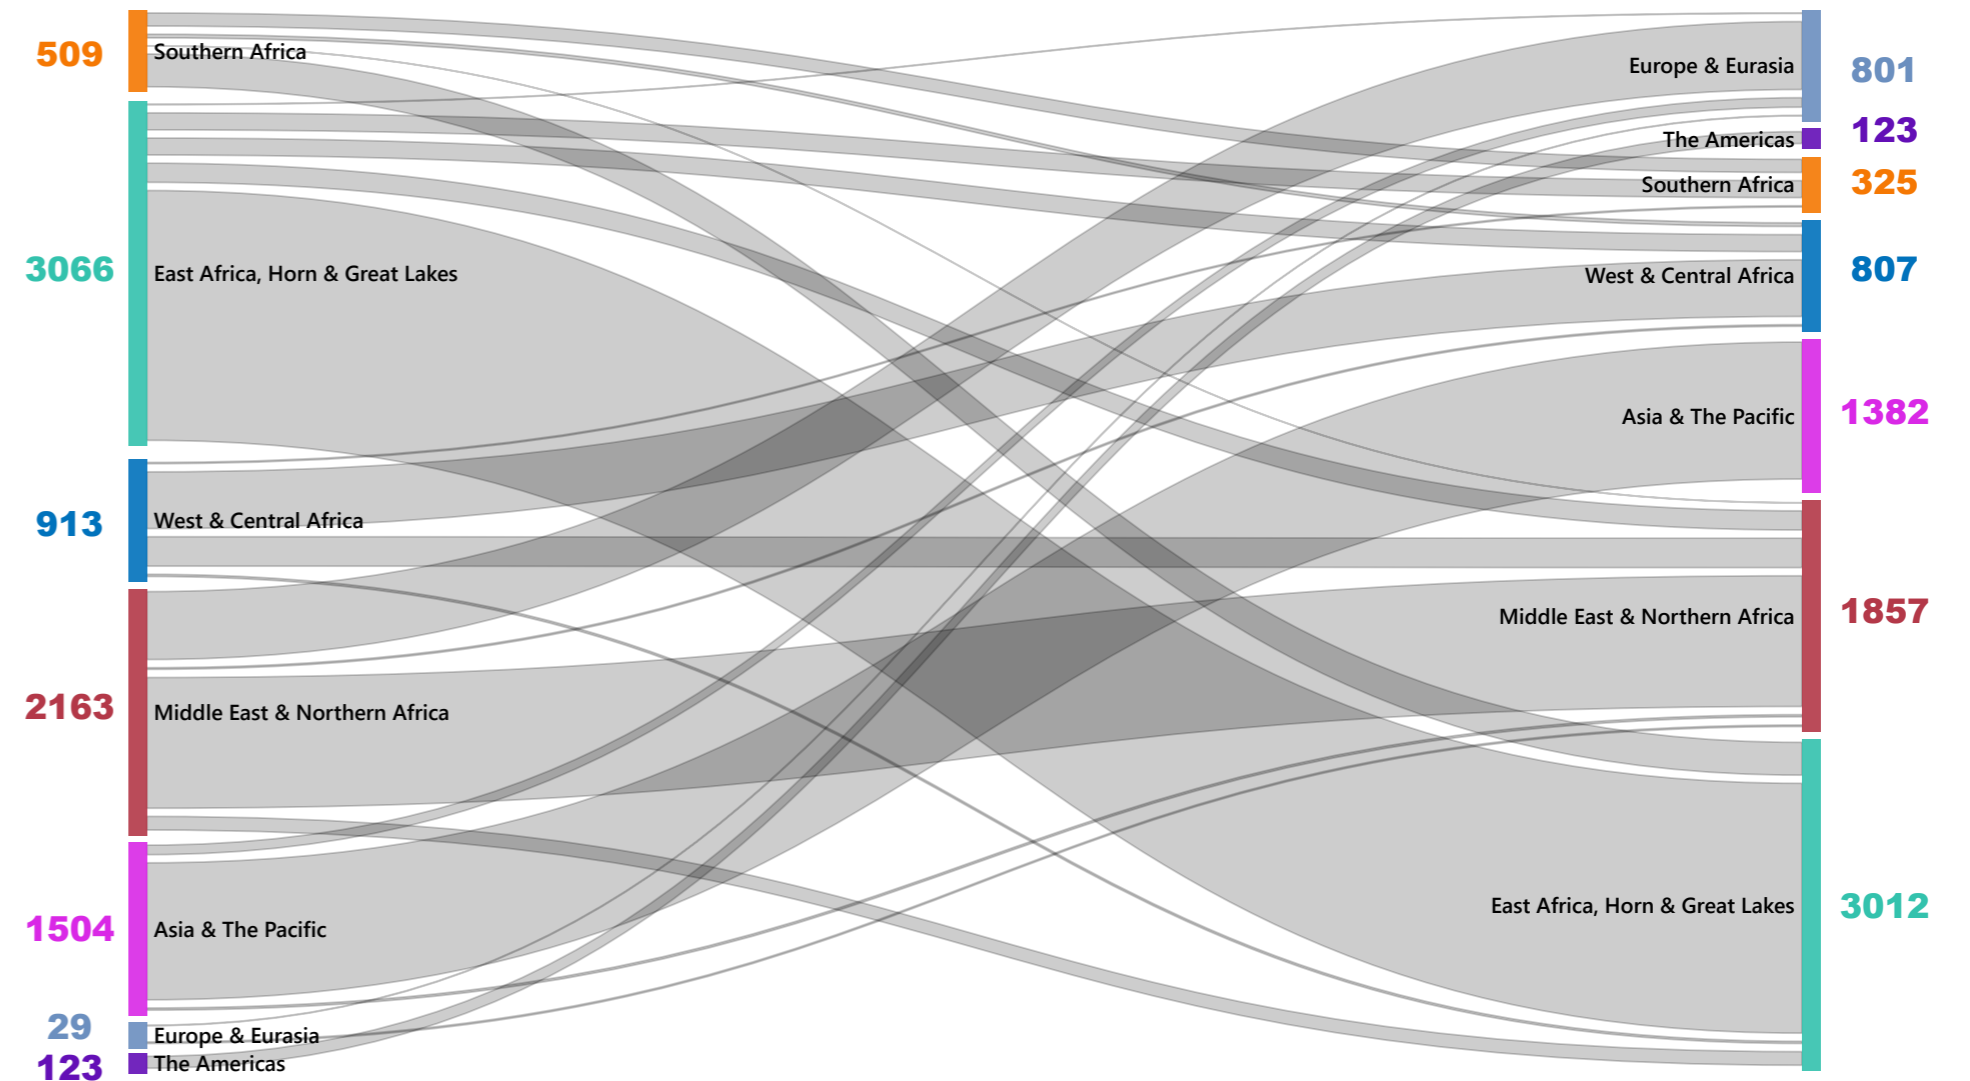 509
Southern Africa
3066
East Africa, Horn & Great Lakes
913
West & Central Africa
2163
Middle East & Northern Africa
1504
Asia & The Pacific
29
Europe & Eurasia
123
The Americas
Europe & Eurasia
801
The Americas
123
Southern Africa
325
West & Central Africa
807
Asia & The Pacific
1382
Middle East & Northern Africa
1857
East Africa, Horn & Great Lakes
3012